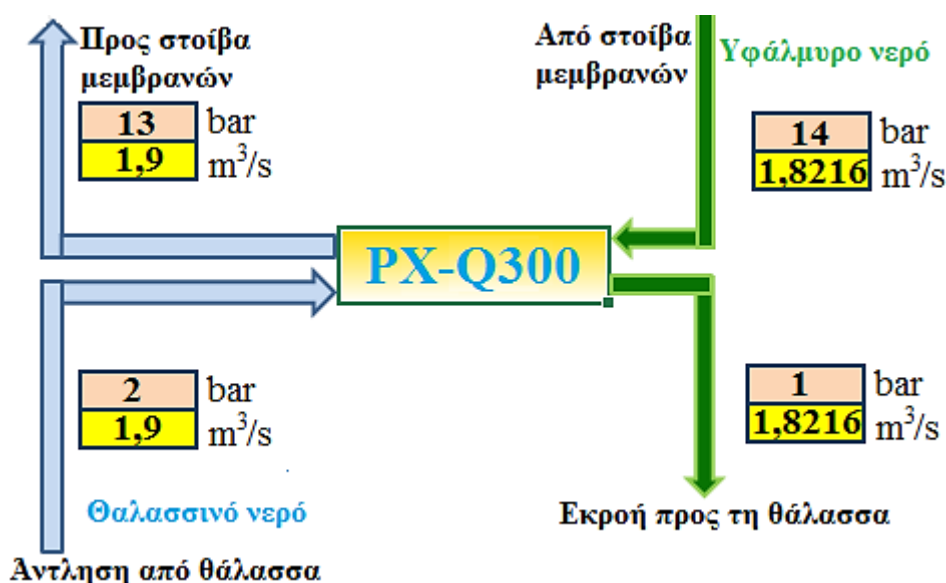 Προς στοίβα
μεμβρανών
13 bar
1,9 m³/s
Από στοίβα
μεμβρανών
Υφάλμυρο νερό
14 bar
1,8216 m³/s
PX-Q300
2 bar
1,9 m³/s
1 bar
1,8216 m³/s
Θαλασσινό νερό
Εκροή προς τη θάλασσα
Άντληση από θάλασσα